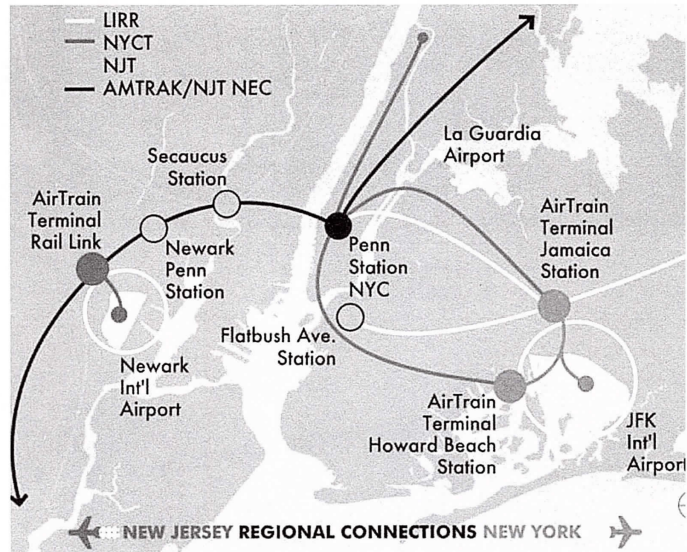 LIRR
NYCT
NJT
AMTRAK/NJT NEC
La Guardia
Airport
Secaucus
Station
AirTrain
Terminal
Rail Link
Newark
Penn
Station
Penn
Station
NYC
AirTrain
Terminal
Jamaica
Station
Flatbush Ave.
Station
Newark
Int'l
Airport
AirTrain
Terminal
Howard Beach
Station
JFK
Int'l
Airport
NEW JERSEY REGIONAL CONNECTIONS NEW YORK